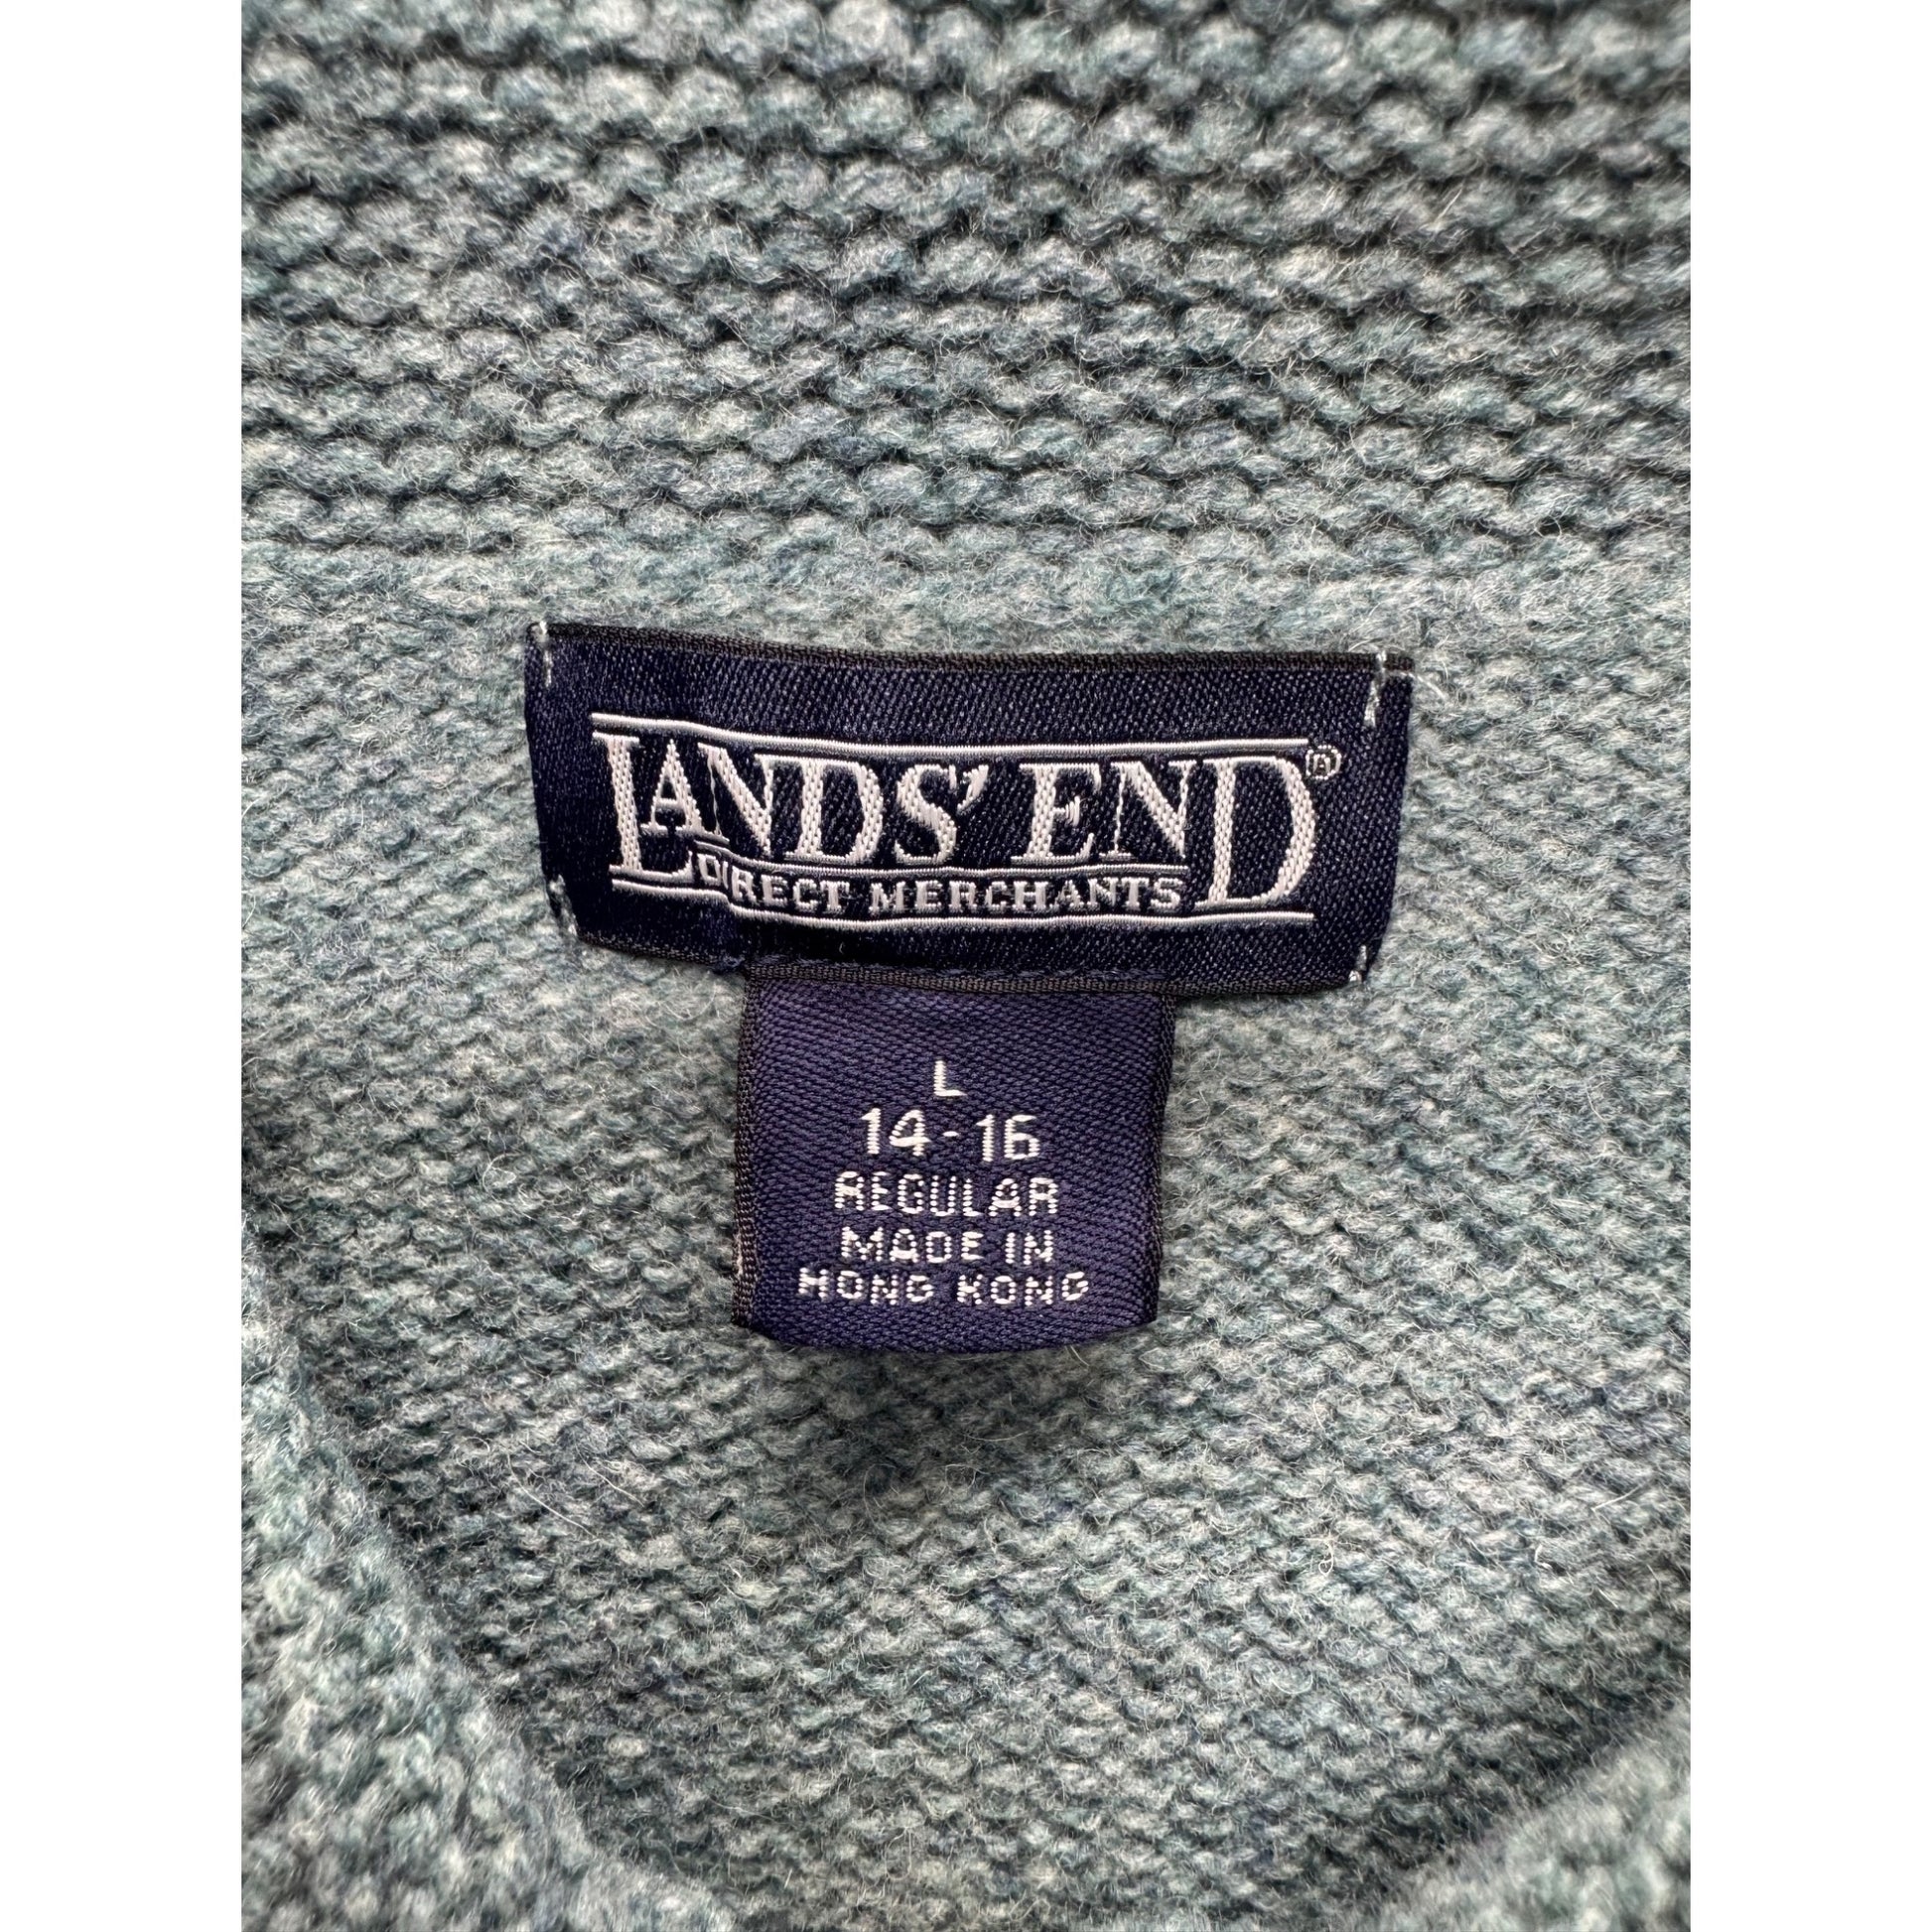 LANDS' END®
DIRECT MERCHANTS
L
14-16
REGULAR
MADE IN
HONG KONG